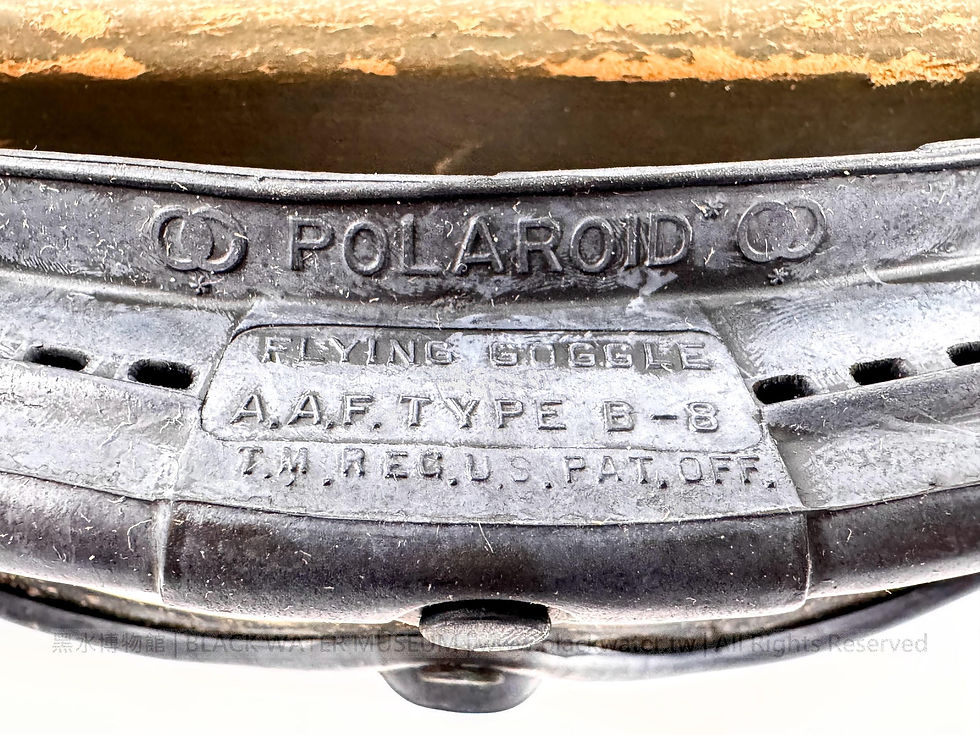 POLAROID
FLYING GOGGLE
A.A.F. TYPE B-8
T.M. REG. U.S. PAT. OFF.
黑水博物館 | BLACK WATER MUSEUM | All Rights Reserved